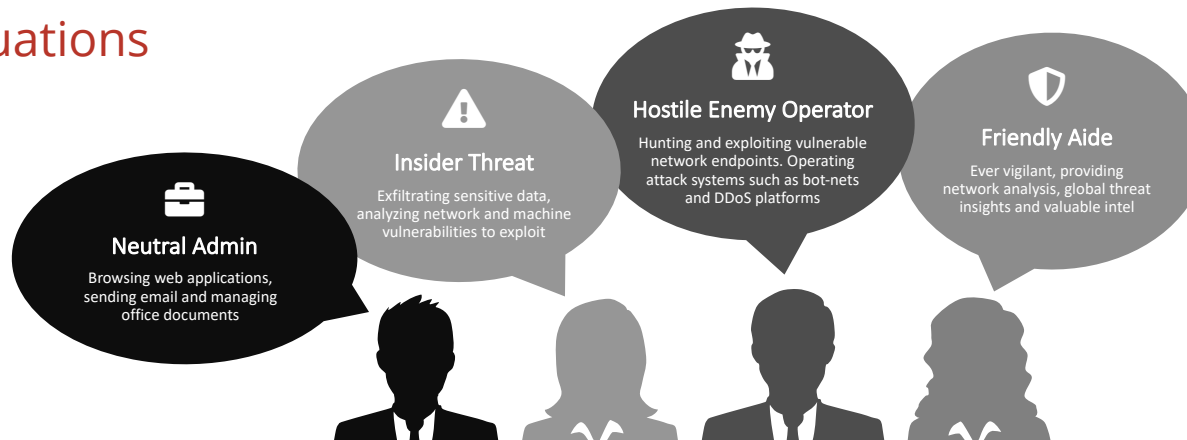 uations
Neutral Admin
Browsing web applications,
sending email and managing
office documents
Insider Threat
Exfiltrating sensitive data,
analyzing network and machine
vulnerabilities to exploit
Hostile Enemy Operator
Hunting and exploiting vulnerable
network endpoints. Operating
attack systems such as bot-nets
and DDoS platforms
Friendly Aide
Ever vigilant, providing
network analysis, global threat
insights and valuable intel